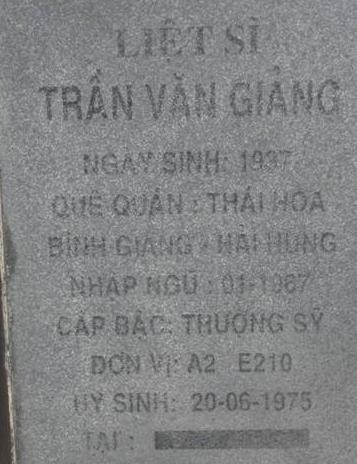 LIỆT SĨ
TRẦN VĂN GIẢNG
NGÀY SINH: 1937
QUÊ QUÁN : THÁI HÒA
BÌNH GIANG - HẢI HƯNG
NHẬP NGŨ : 01-1967
CẤP BẬC: THƯỢNG SỸ
ĐƠN VỊ: A2 E210
HY SINH: 20-06-1975
TẠI :